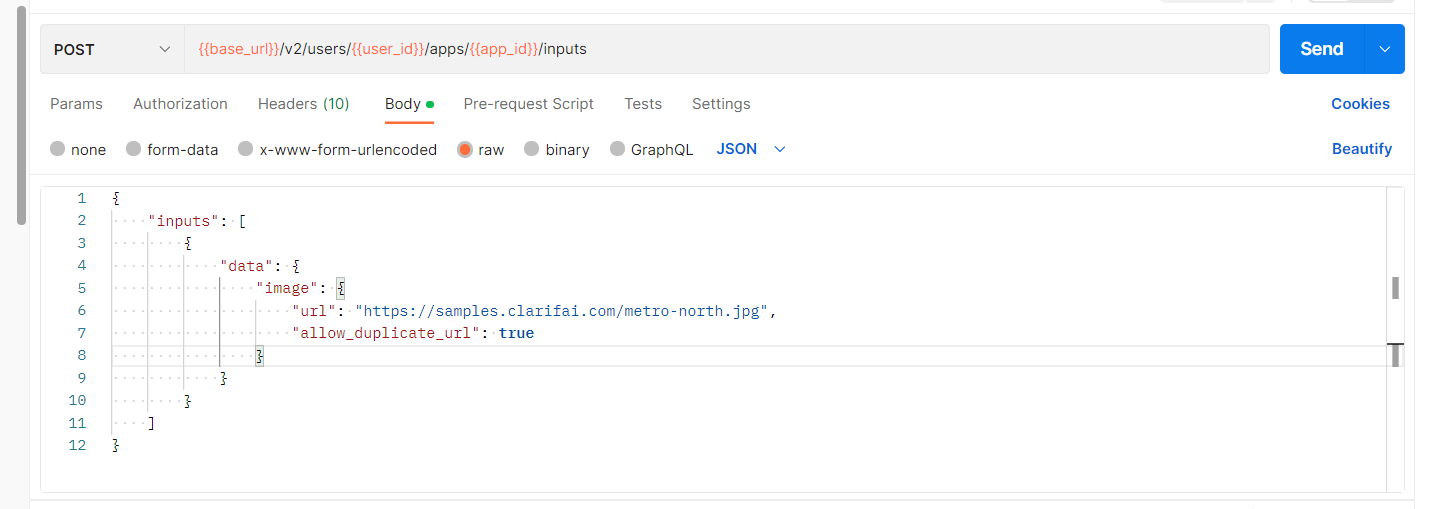 POST {{base_url}}/v2/users/{{user_id}}/apps/{{app_id}}/inputs Send
Params Authorization Headers (10) Body Pre-request Script Tests Settings Cookies
none form-data x-www-form-urlencoded raw binary GraphQL JSON Beautify
1 {
2 "inputs": [
3 {
4 "data": {
5 "image": {
6 "url": "https://samples.clarifai.com/metro-north.jpg",
7 "allow_duplicate_url": true
8 }
9 }
10 }
11 ]
12 }